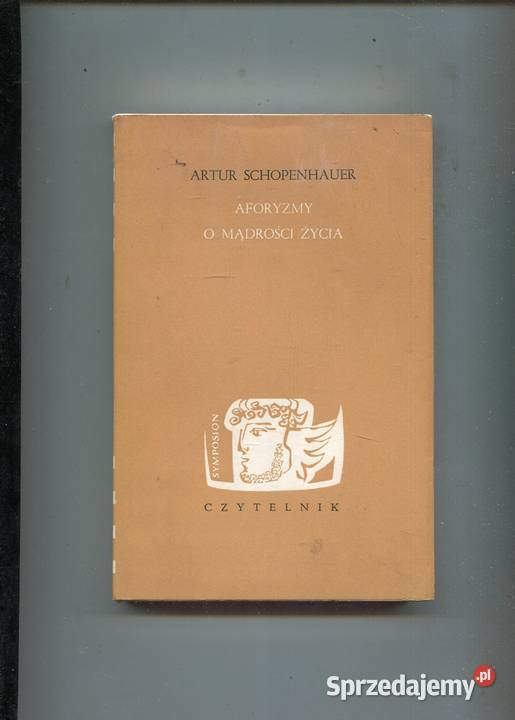 ARTUR SCHOPENHAUER
AFORYZMY
O MĄDROŚCI ŻYCIA
SYMPOSION
CZYTELNIK
Sprzedajemy.pl